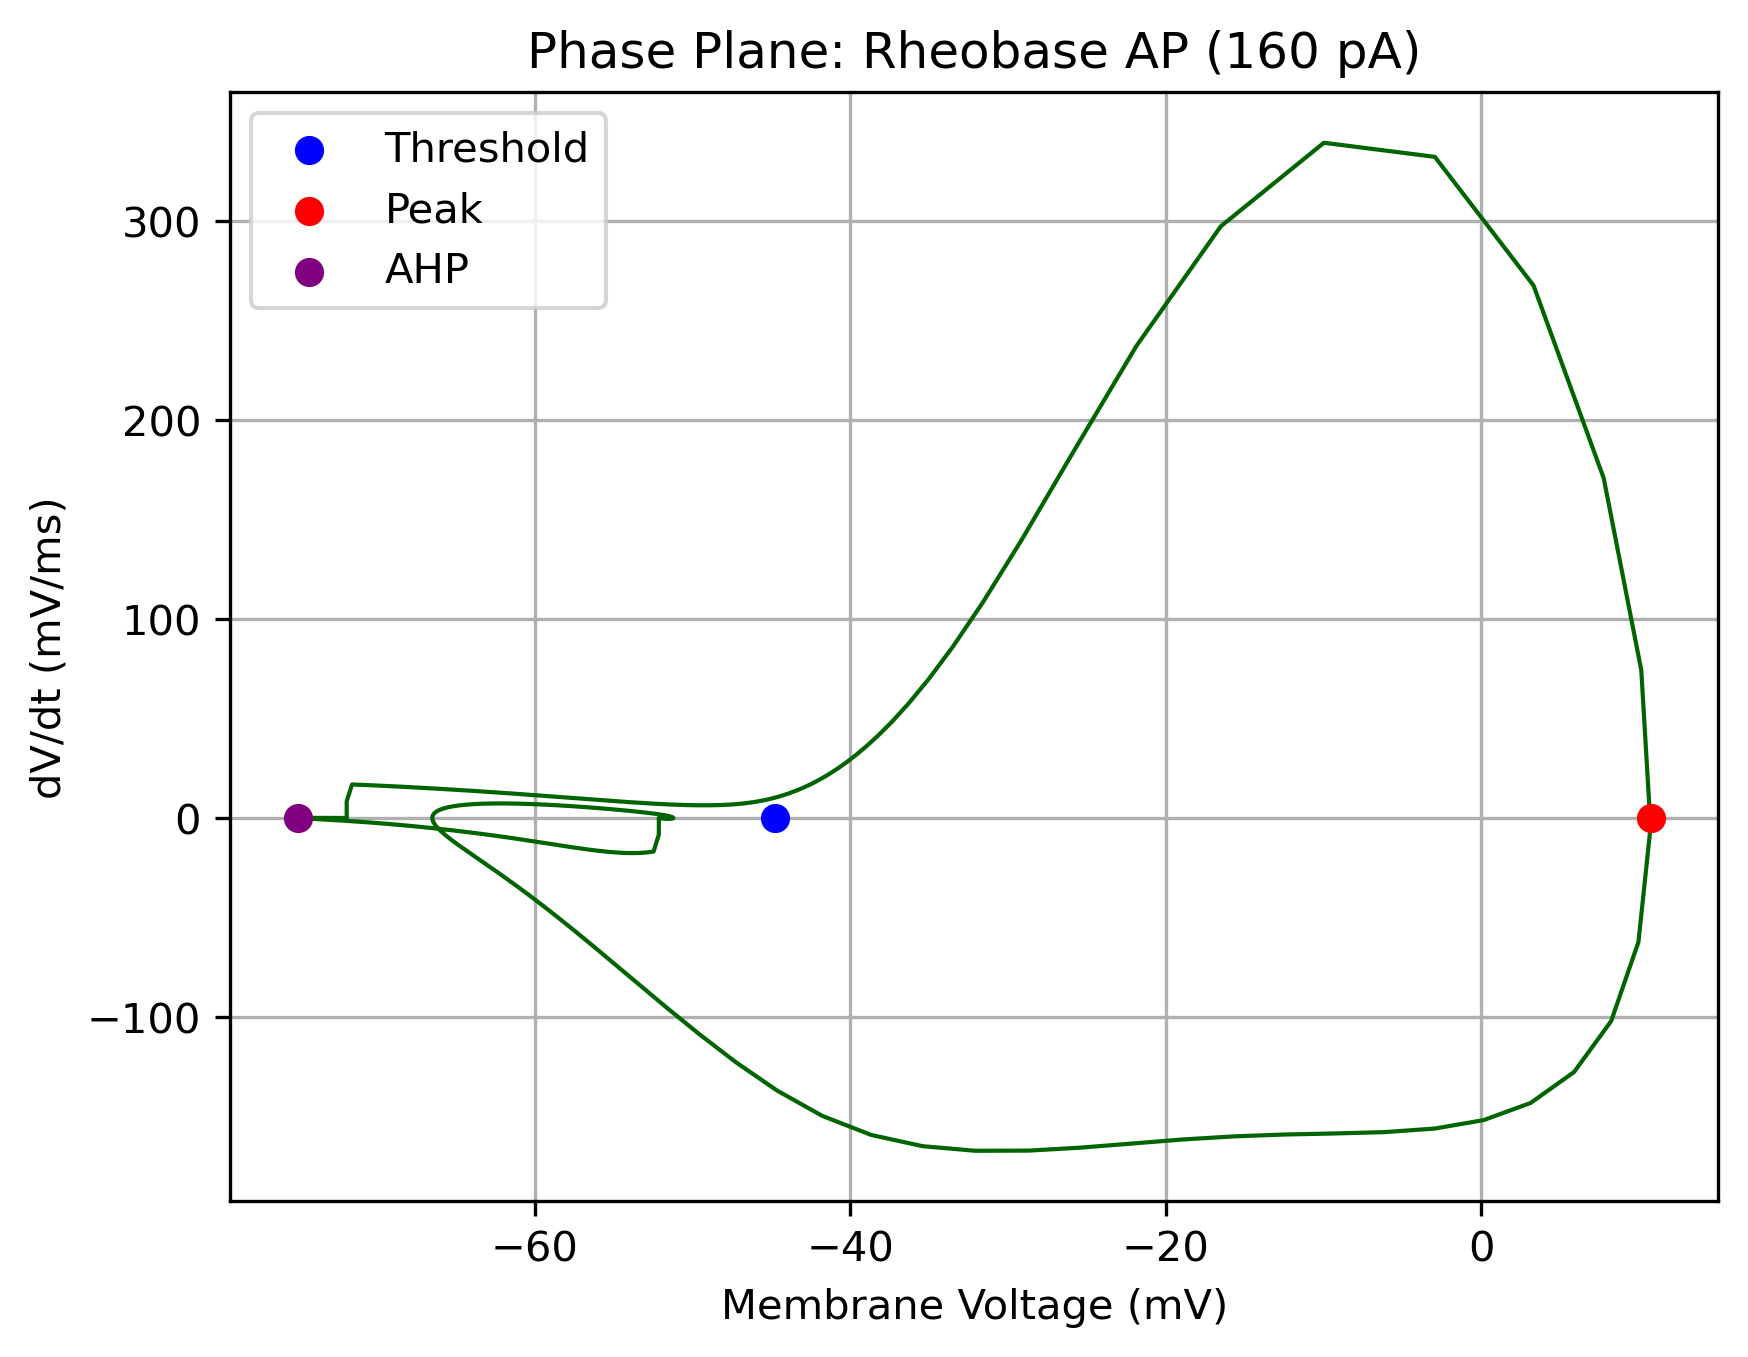 Phase Plane: Rheobase AP (160 pA)
Threshold
Peak
AHP
dV/dt (mV/ms)
300
200
100
0
−100
−60
−40
−20
0
Membrane Voltage (mV)